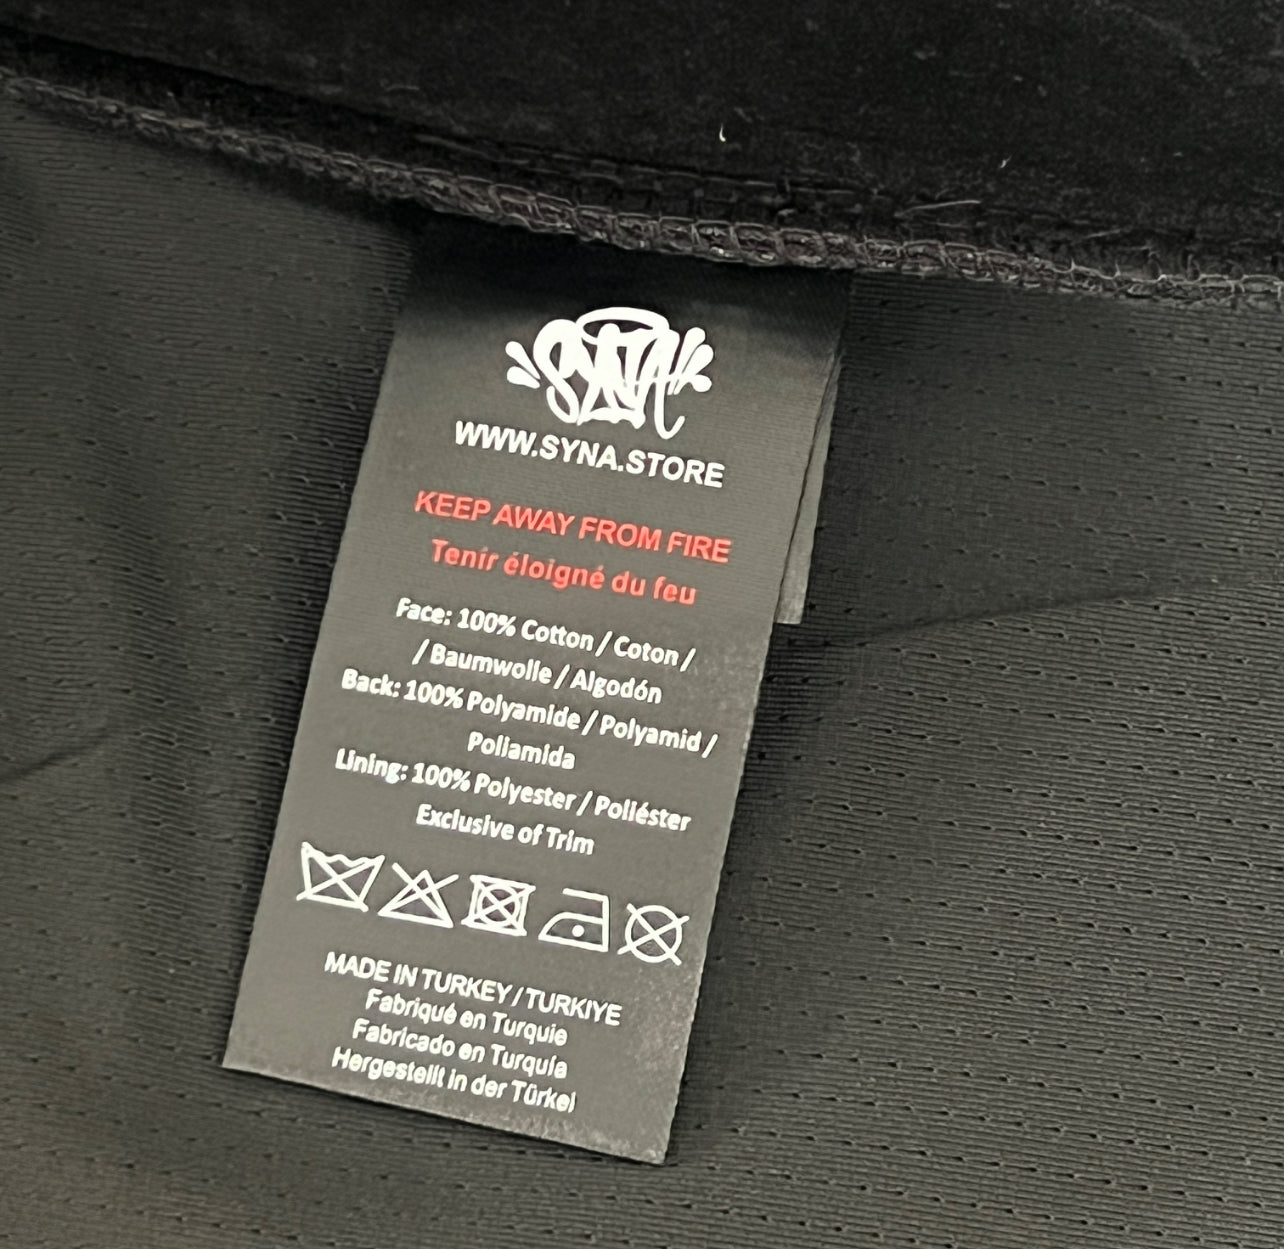 SYNA
WWW.SYNA.STORE
KEEP AWAY FROM FIRE
Tenir éloigné du feu
Face: 100% Cotton / Coton /
/ Baumwolle / Algodón
Back: 100% Polyamide / Polyamid /
Poliamida
Lining: 100% Polyester / Poliéster
Exclusive of Trim
MADE IN TURKEY / TURKIYE
Fabriqué en Turquie
Fabricado en Turquía
Hergestellt in der Türkei